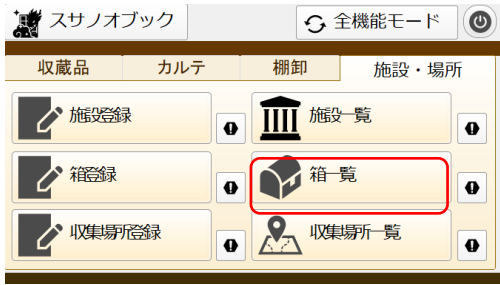 スサノオブック 全機能モード
収蔵品 カルテ 棚卸 施設・場所
施設登録 施設一覧
箱登録 箱一覧
収集場所登録 収集場所一覧